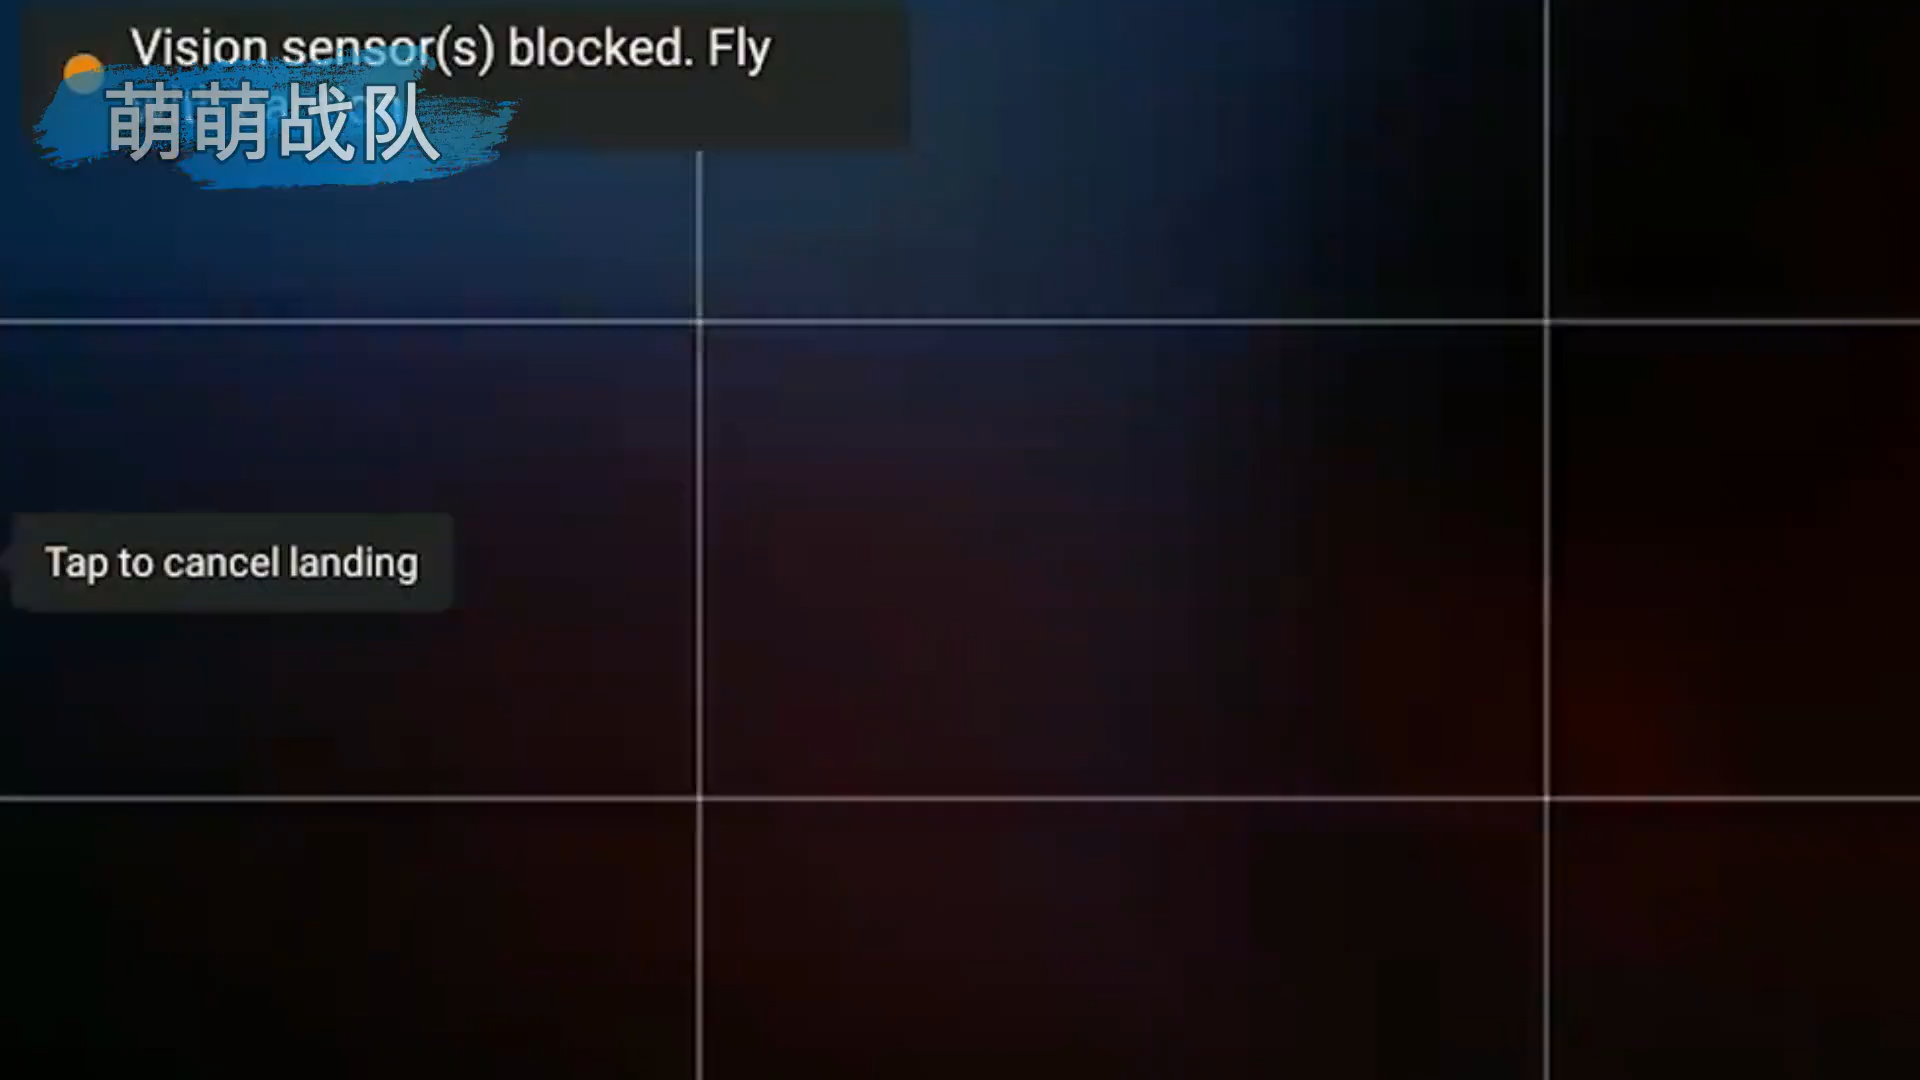 Vision sensor(s) blocked. Fly
萌萌战队
Tap to cancel landing